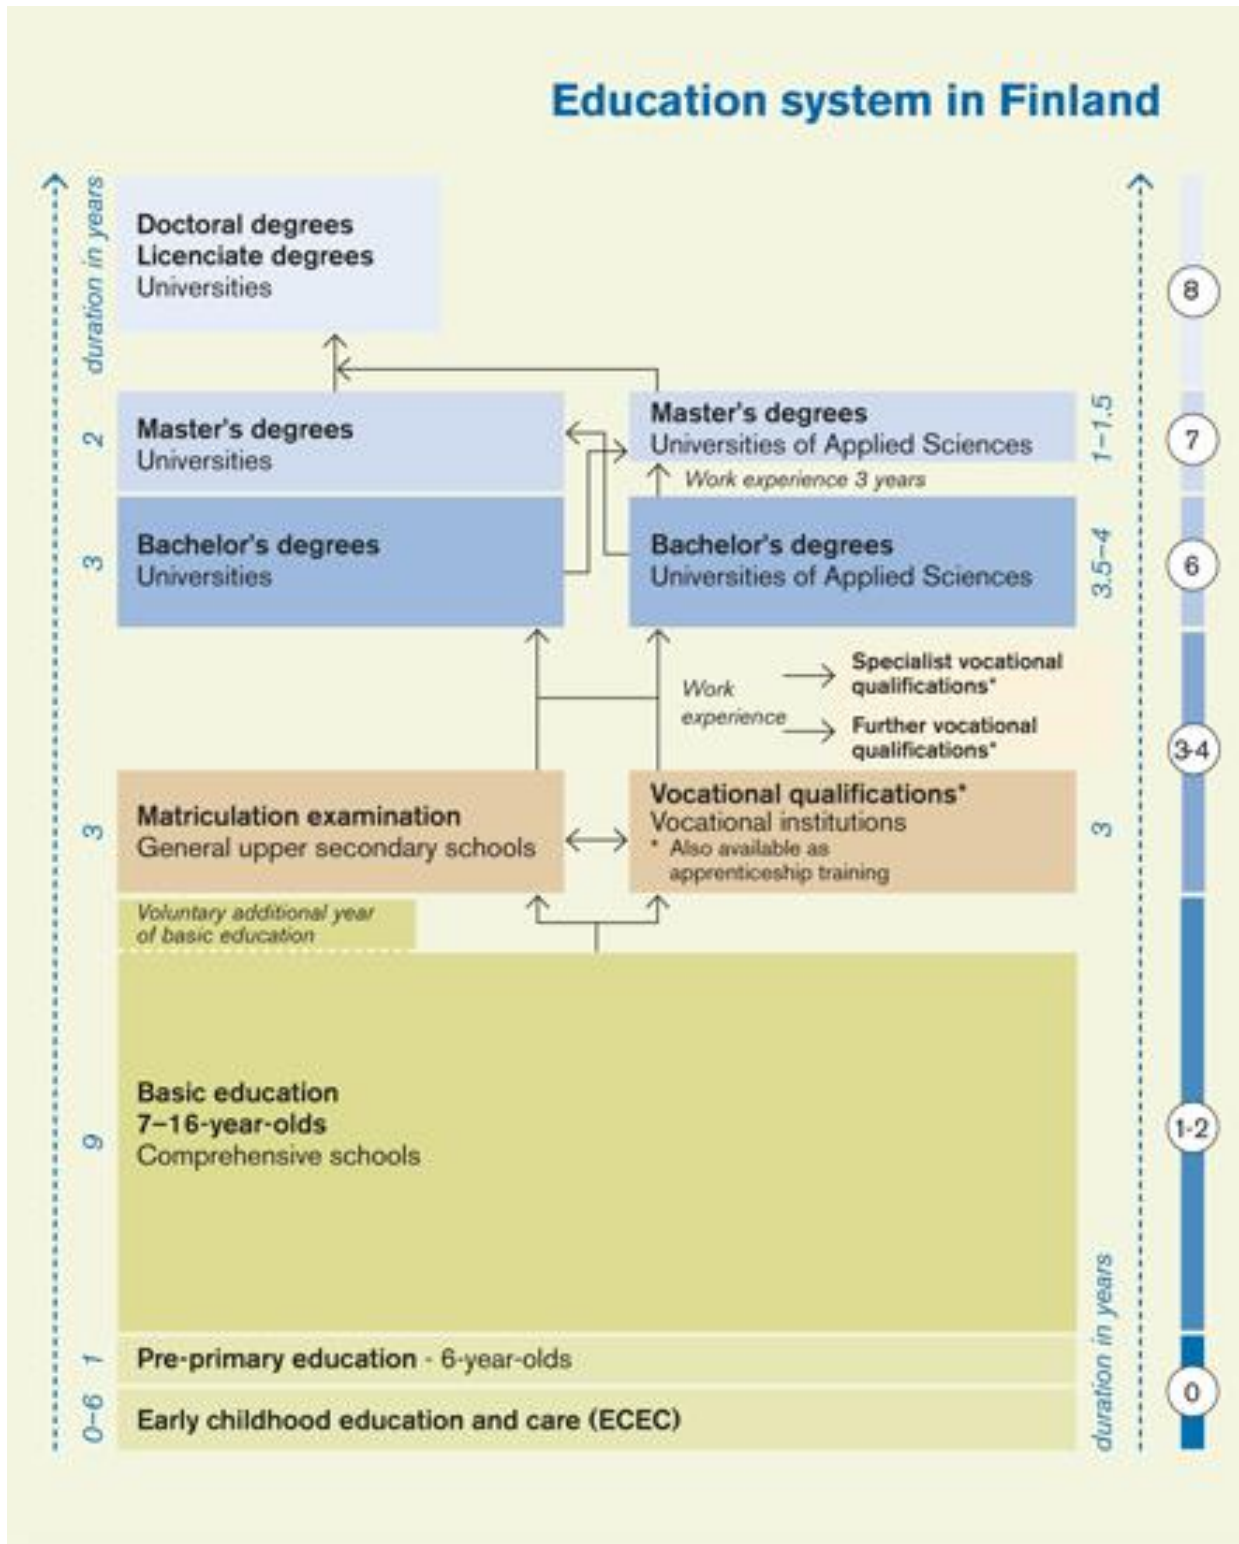 Education system in Finland
duration in years
Doctoral degrees
Licenciate degrees
Universities
8
2
Master's degrees
Universities
Master's degrees
Universities of Applied Sciences
1–1.5
7
Work experience 3 years
3
Bachelor's degrees
Universities
Bachelor's degrees
Universities of Applied Sciences
3.5–4
6
Work
experience
Specialist vocational
qualifications*
Further vocational
qualifications*
3-4
3
Matriculation examination
General upper secondary schools
Vocational qualifications*
Vocational institutions
* Also available as
apprenticeship training
3
Voluntary additional year
of basic education
9
Basic education
7–16-year-olds
Comprehensive schools
1-2
1
Pre-primary education - 6-year-olds
0–6
Early childhood education and care (ECEC)
duration in years
0